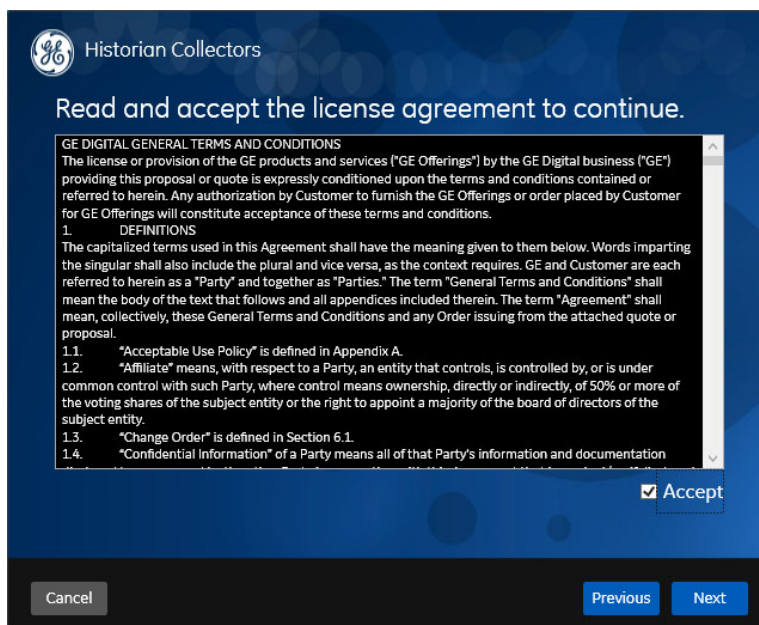 Historian Collectors
Read and accept the license agreement to continue.
GE DIGITAL GENERAL TERMS AND CONDITIONS
The license or provision of the GE products and services ("GE Offerings") by the GE Digital business ("GE")
providing this proposal or quote is expressly conditioned upon the terms and conditions contained or
referred to herein. Any authorization by Customer to furnish the GE Offerings or order placed by Customer
for GE Offerings will constitute acceptance of these terms and conditions.
1. DEFINITIONS
The capitalized terms used in this Agreement shall have the meaning given to them below. Words imparting
the singular shall also include the plural and vice versa, as the context requires. GE and Customer are each
referred to herein as a "Party" and together as "Parties." The term "General Terms and Conditions" shall
mean the body of the text that follows and all appendices included therein. The term "Agreement" shall
mean, collectively, these General Terms and Conditions and any Order issuing from the attached quote or
proposal.
1.1. “Acceptable Use Policy” is defined in Appendix A.
1.2. “Affiliate” means, with respect to a Party, an entity that controls, is controlled by, or is under
common control with such Party, where control means ownership, directly or indirectly, of 50% or more of
the voting shares of the subject entity or the right to appoint a majority of the board of directors of the
subject entity.
1.3. “Change Order” is defined in Section 6.1.
1.4. “Confidential Information” of a Party means all of that Party's information and documentation
Accept
Cancel
Previous
Next